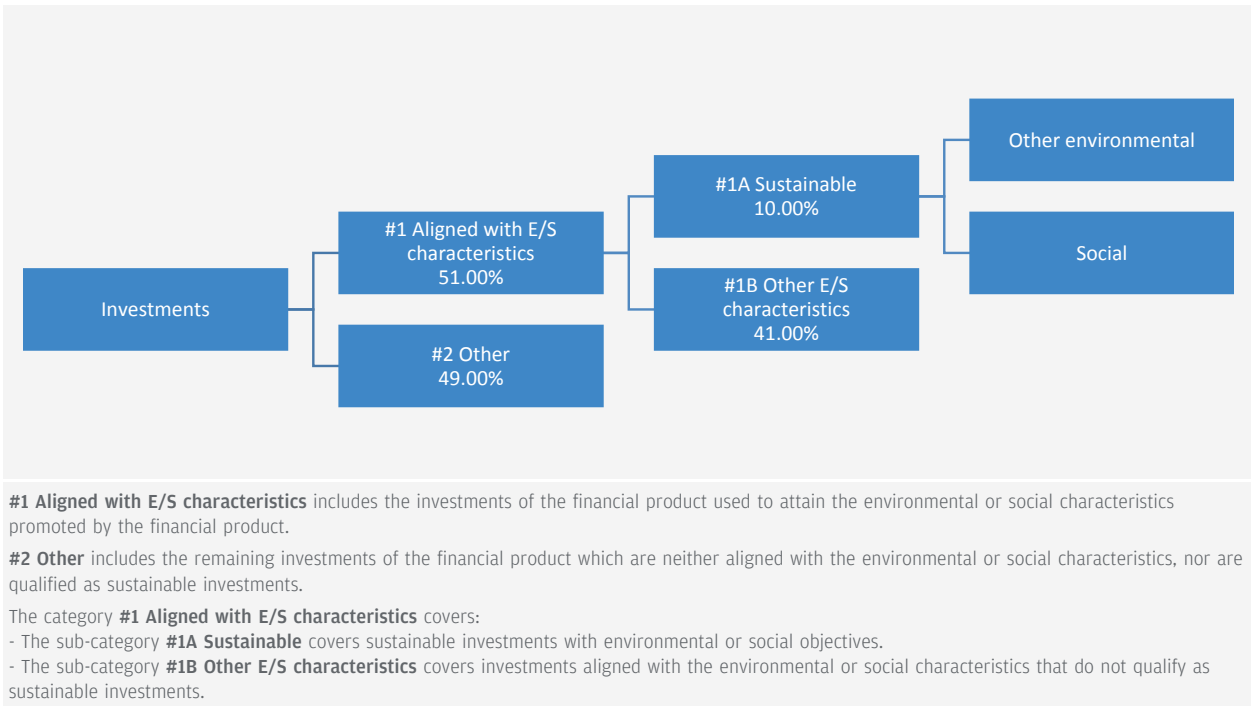 Investments
#1 Aligned with E/S
characteristics
51.00%
#2 Other
49.00%
#1A Sustainable
10.00%
#1B Other E/S
characteristics
41.00%
Other environmental
Social
#1 Aligned with E/S characteristics includes the investments of the financial product used to attain the environmental or social characteristics
promoted by the financial product.
#2 Other includes the remaining investments of the financial product which are neither aligned with the environmental or social characteristics, nor are
qualified as sustainable investments.
The category #1 Aligned with E/S characteristics covers:
- The sub-category #1A Sustainable covers sustainable investments with environmental or social objectives.
- The sub-category #1B Other E/S characteristics covers investments aligned with the environmental or social characteristics that do not qualify as
sustainable investments.